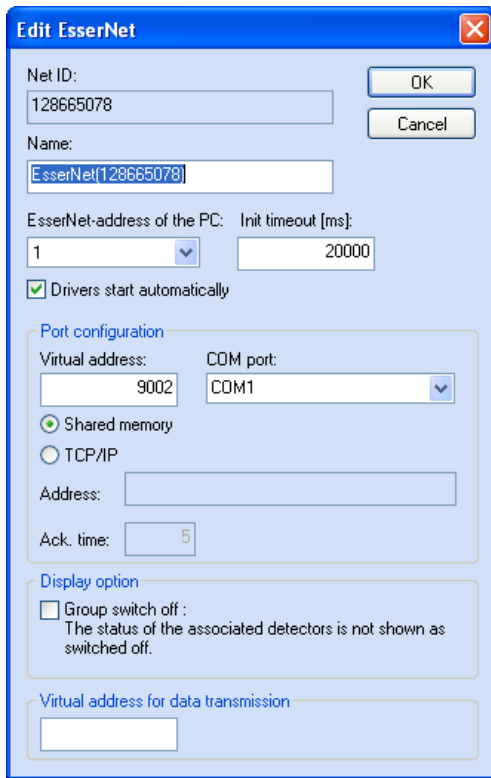 Edit EsserNet
Net ID:
128665078
OK
Cancel
Name:
EsserNet(128665078)
EsserNet-address of the PC: Init timeout [ms]:
1 20000
Drivers start automatically
Port configuration
Virtual address: COM port:
9002 COM1
Shared memory
TCP/IP
Address:
Ack. time: 5
Display option
Group switch off :
The status of the associated detectors is not shown as
switched off.
Virtual address for data transmission